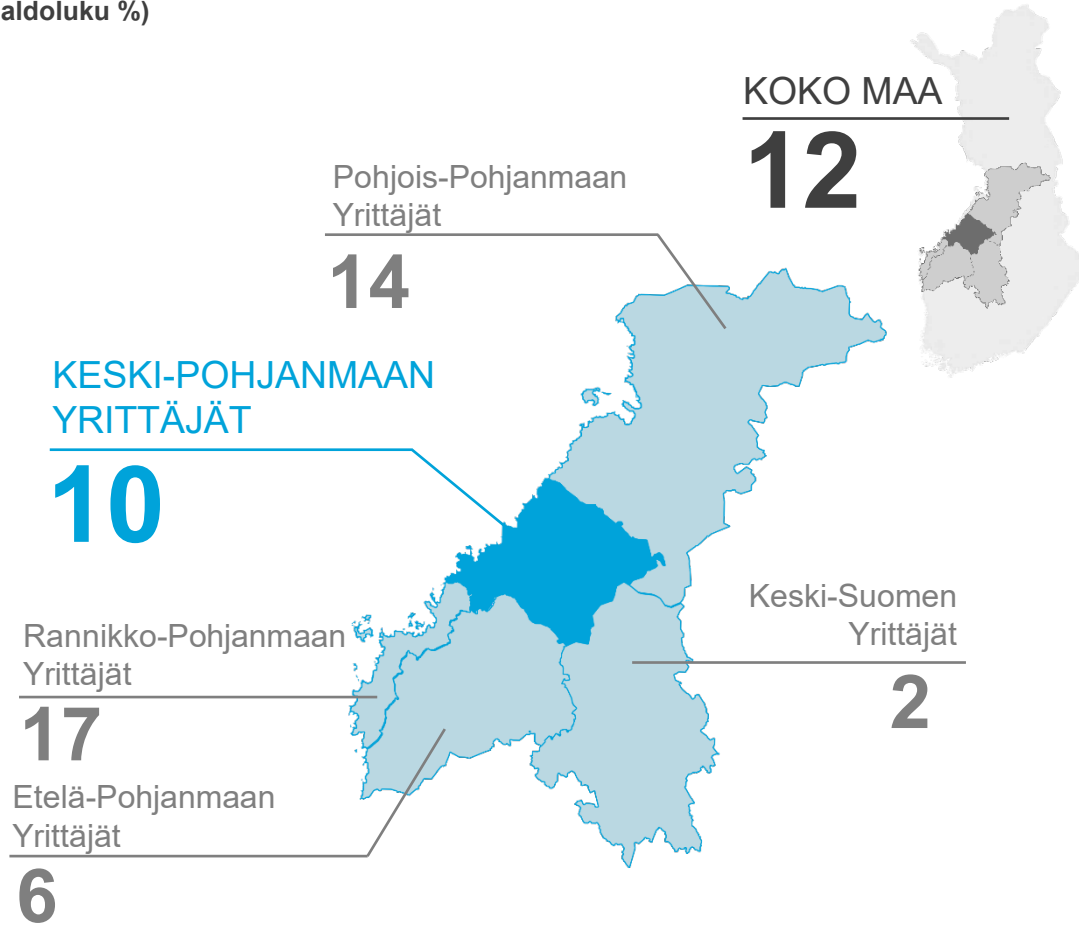 aldoluku %)
KOKO MAA
12
Pohjois-Pohjanmaan
Yrittäjät
14
KESKI-POHJANMAAN
YRITTÄJÄT
10
Keski-Suomen
Yrittäjät
2
Rannikko-Pohjanmaan
Yrittäjät
17
Etelä-Pohjanmaan
Yrittäjät
6